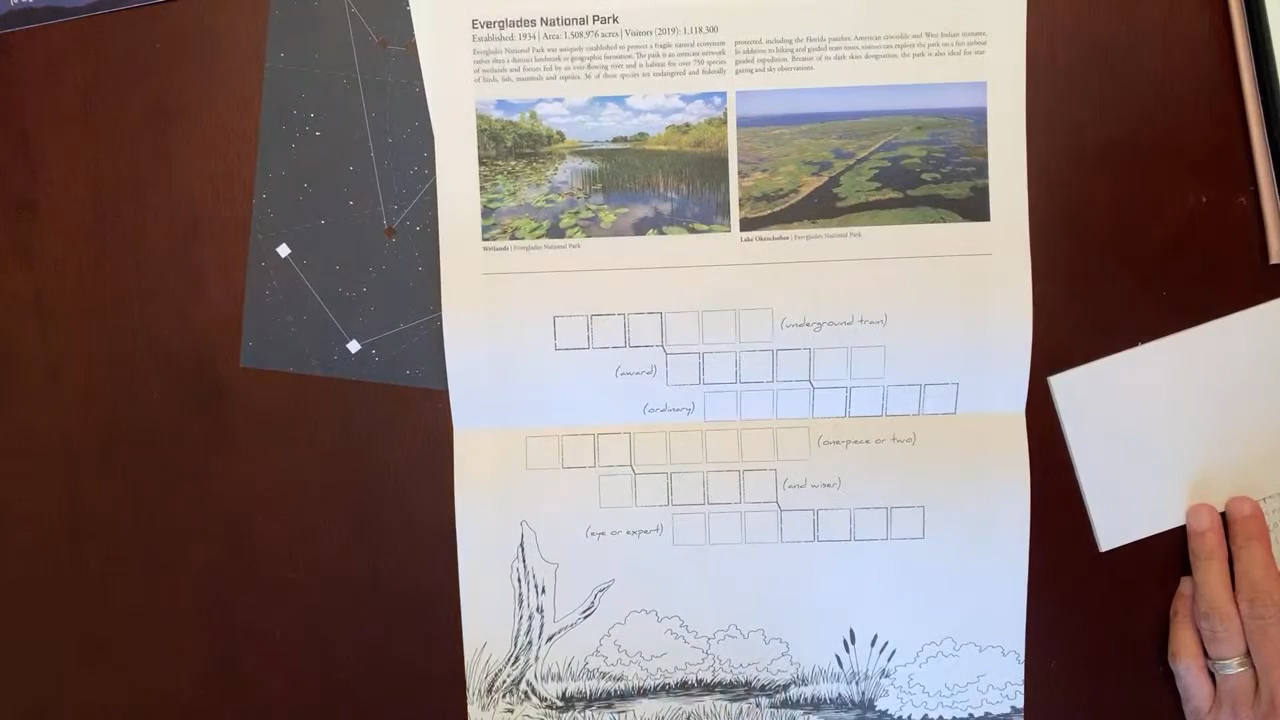 Everglades National Park
Established: 1934 | Area: 1,508,976 acres | Visitors (2019): 1,118,300
Everglades National Park was uniquely established to protect a fragile natural ecosystem
rather than a distinct landmark or geographic formation. The park is an intricate network
of wetlands and forests fed by an ever-flowing river and is habitat for over 750 species
of birds, fish, mammals and reptiles. 36 of these species are endangered and federally
protected, including the Florida panther, American crocodile and West Indian manatee.
In addition to hiking and guided tram tours, visitors can explore the park on a fun airboat
guided expedition. Because of its dark skies designation, the park is also ideal for star-
gazing and sky observations.
Wetlands | Everglades National Park
Lake Okeechobee | Everglades National Park
(underground train)
(award)
(ordinary)
(one-piece or two)
(and wiser)
(eye or expert)